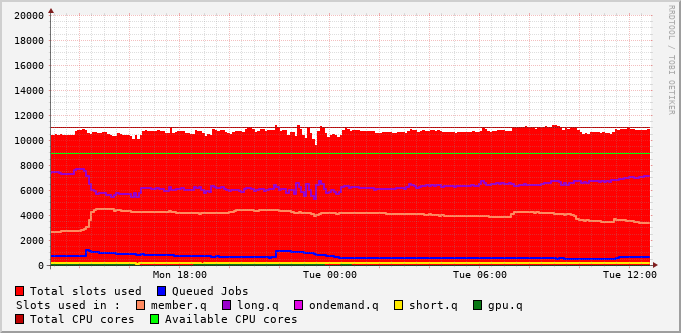 20000
18000
16000
14000
12000
10000
8000
6000
4000
2000
0
Mon 18:00 Tue 00:00 Tue 06:00 Tue 12:00
RRDTOOL / TOBI OETIKER
Total slots used Queued Jobs
Slots used in : member.q long.q ondemand.q short.q gpu.q
Total CPU cores Available CPU cores